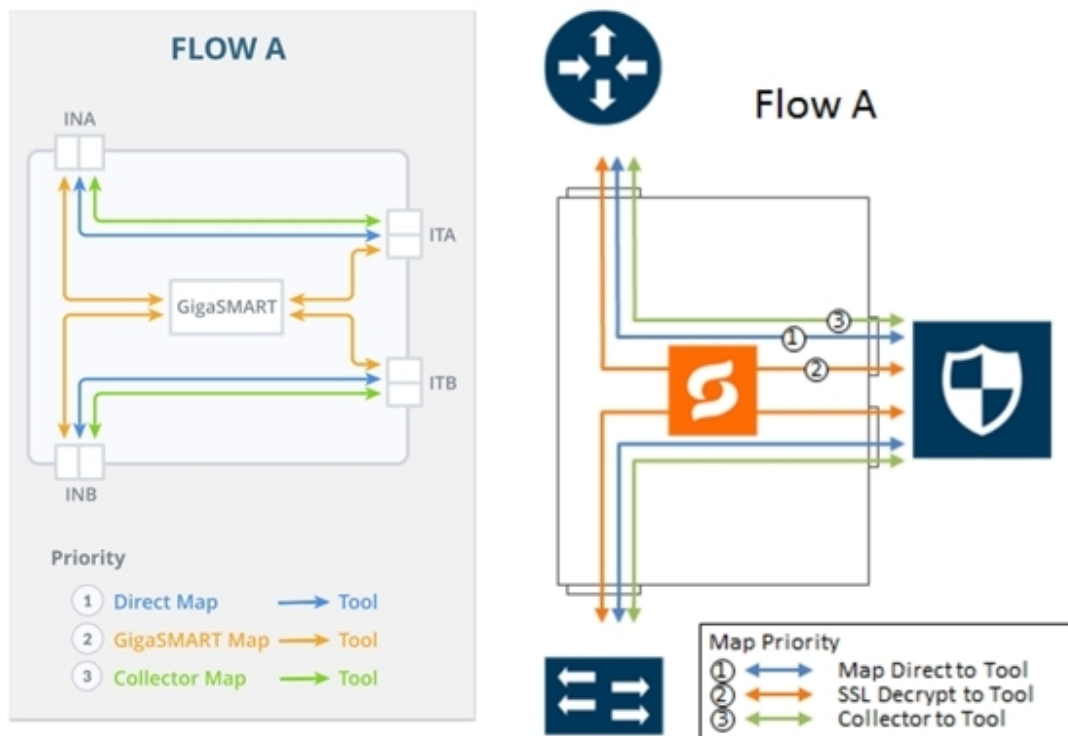 FLOW A
INA
ITA
GigaSMART
ITB
INB
Priority
1 Direct Map Tool
2 GigaSMART Map Tool
3 Collector Map Tool
Flow A
3
1
2
Map Priority
1 Map Direct to Tool
2 SSL Decrypt to Tool
3 Collector to Tool